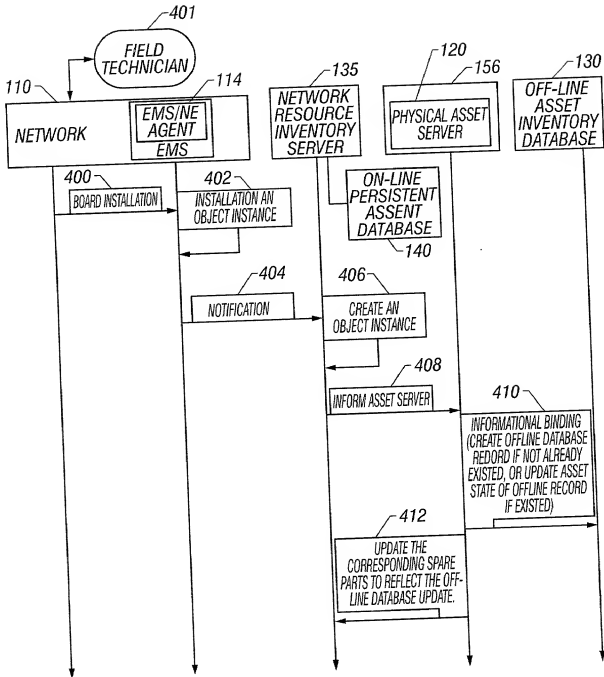 401
FIELD
TECHNICIAN
110
114
NETWORK
EMS/NE
AGENT
EMS
135
NETWORK
RESOURCE
INVENTORY
SERVER
120
156
PHYSICAL ASSET
SERVER
130
OFF-LINE
ASSET
INVENTORY
DATABASE
ON-LINE
PERSISTENT
ASSENT
DATABASE
140
400
BOARD INSTALLATION
402
INSTALLATION AN
OBJECT INSTANCE
404
NOTIFICATION
406
CREATE AN
OBJECT INSTANCE
408
INFORM ASSET SERVER
410
INFORMATIONAL BINDING
(CREATE OFFLINE DATABASE
REDORD IF NOT ALREADY
EXISTED, OR UPDATE ASSET
STATE OF OFFLINE RECORD
IF EXISTED)
412
UPDATE THE
CORRESPONDING SPARE
PARTS TO REFLECT THE OFF-
LINE DATABASE UPDATE.